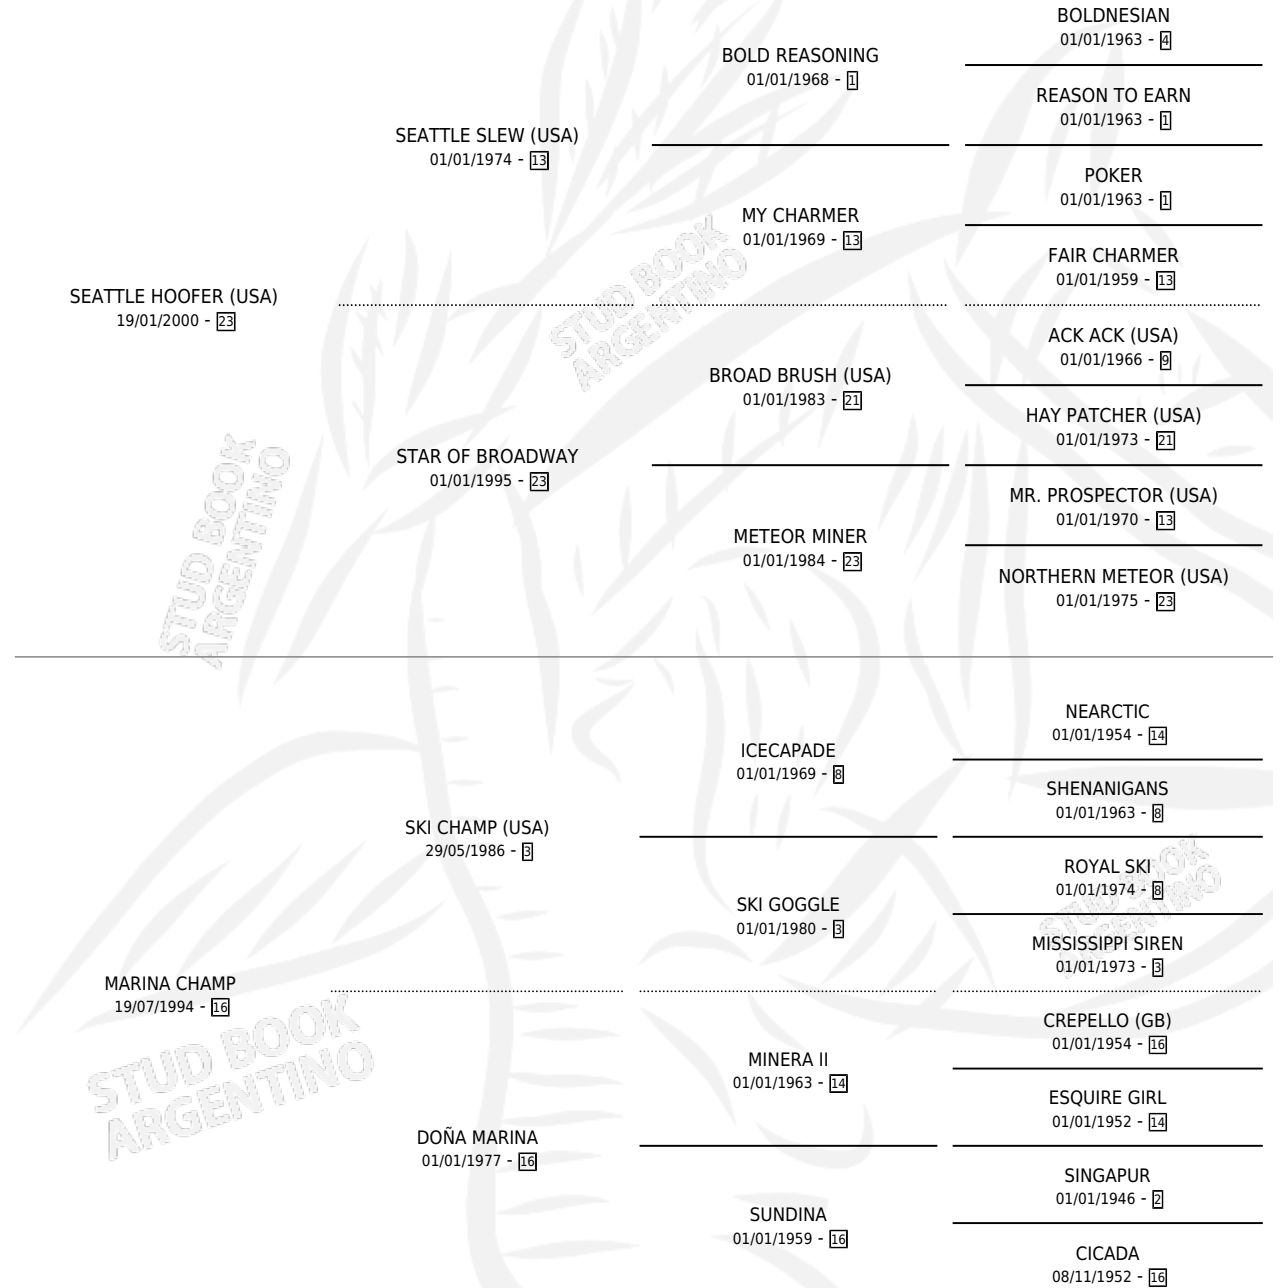 BOLDNESIAN
01/01/1963 - 4
BOLD REASONING
01/01/1968 - 1
REASON TO EARN
01/01/1963 - 1
SEATTLE SLEW (USA)
01/01/1974 - 13
POKER
01/01/1963 - 1
MY CHARMER
01/01/1969 - 13
FAIR CHARMER
01/01/1959 - 13
SEATTLE HOOFER (USA)
19/01/2000 - 23
STUD BOOK
ARGENTINO
ACK ACK (USA)
01/01/1966 - 9
BROAD BRUSH (USA)
01/01/1983 - 21
HAY PATCHER (USA)
01/01/1973 - 21
STAR OF BROADWAY
01/01/1995 - 23
MR. PROSPECTOR (USA)
01/01/1970 - 13
METEOR MINER
01/01/1984 - 23
NORTHERN METEOR (USA)
01/01/1975 - 23
STUD BOOK
ARGENTINO
NEARCTIC
01/01/1954 - 14
ICECAPADE
01/01/1969 - 8
SHENANIGANS
01/01/1963 - 8
SKI CHAMP (USA)
29/05/1986 - 3
ROYAL SKI
01/01/1974 - 8
SKI GOGGLE
01/01/1980 - 3
MISSISSIPPI SIREN
01/01/1973 - 3
STUD BOOK
ARGENTINO
MARINA CHAMP
19/07/1994 - 16
CREPELLO (GB)
01/01/1954 - 16
MINERA II
01/01/1963 - 14
ESQUIRE GIRL
01/01/1952 - 14
DOÑA MARINA
01/01/1977 - 16
SINGAPUR
01/01/1946 - 2
SUNDINA
01/01/1959 - 16
CICADA
08/11/1952 - 16
STUD BOOK
ARGENTINO